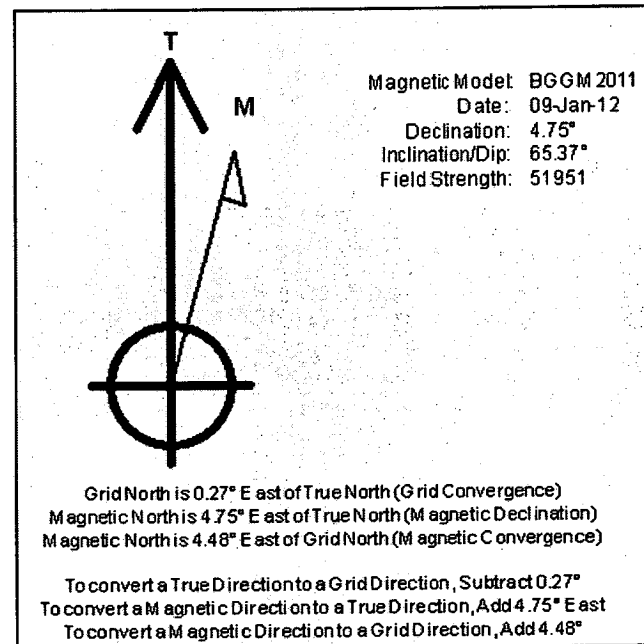 T
M
Magnetic Model: BGGM 2011
Date: 09-Jan-12
Declination: 4.75°
Inclination/Dip: 65.37°
Field Strength: 51951
Grid North is 0.27° East of True North (Grid Convergence)
Magnetic North is 4.75° East of True North (Magnetic Declination)
Magnetic North is 4.48° East of Grid North (Magnetic Convergence)
To convert a True Direction to a Grid Direction, Subtract 0.27°
To convert a Magnetic Direction to a True Direction, Add 4.75° East
To convert a Magnetic Direction to a Grid Direction, Add 4.48°